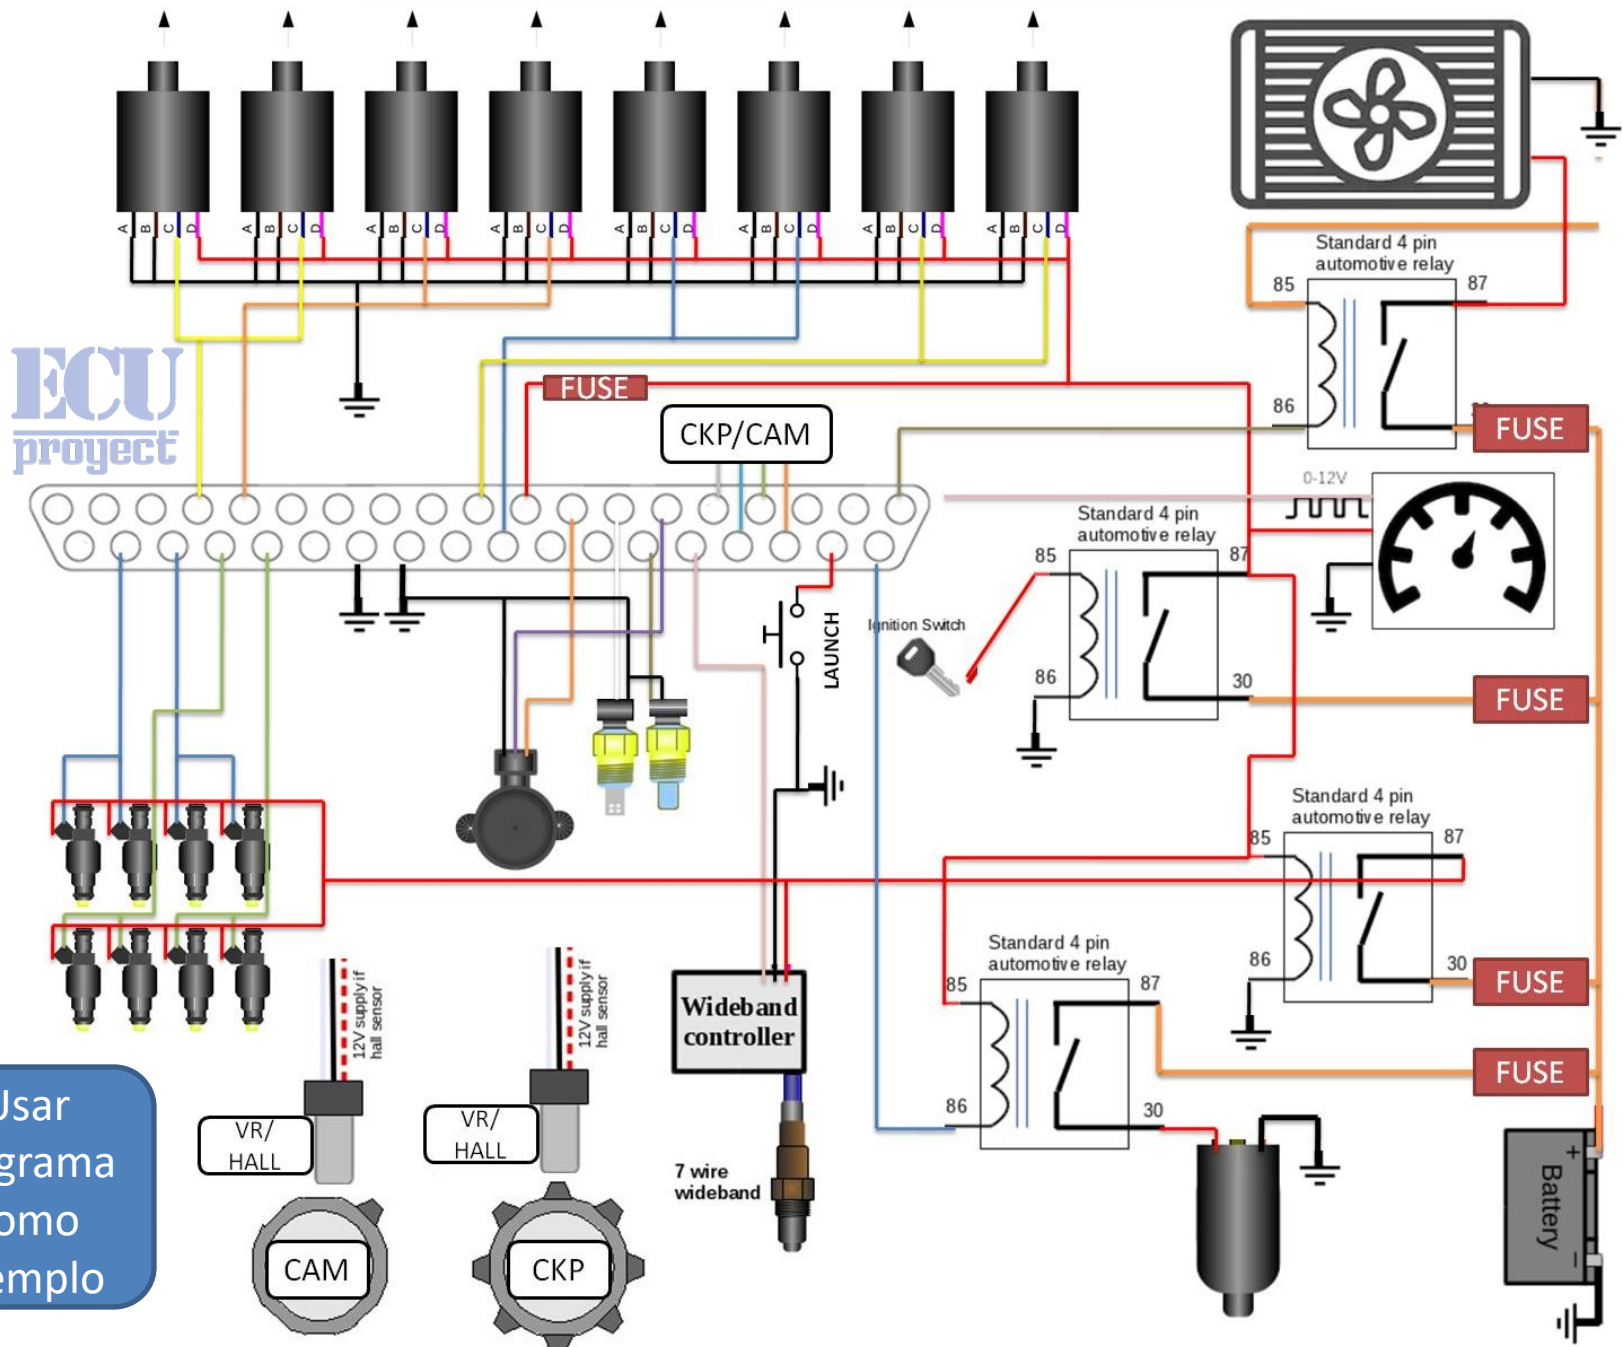 A B C D
A B C D
A B C D
A B C D
A B C D
A B C D
A B C D
A B C D
ECU
proyect
FUSE
CKP/CAM
Standard 4 pin
automotive relay
85
87
86
FUSE
0-12V
Standard 4 pin
automotive relay
85
87
Ignition Switch
86
30
FUSE
LAUNCH
Standard 4 pin
automotive relay
85
87
86
30
FUSE
Standard 4 pin
automotive relay
85
87
86
30
FUSE
12V supply if
hall sensor
12V supply if
hall sensor
VR/
HALL
VR/
HALL
CAM
CKP
Wideband
controller
7 wire
wideband
+
Battery
-
Usar
grama
omo
emplo